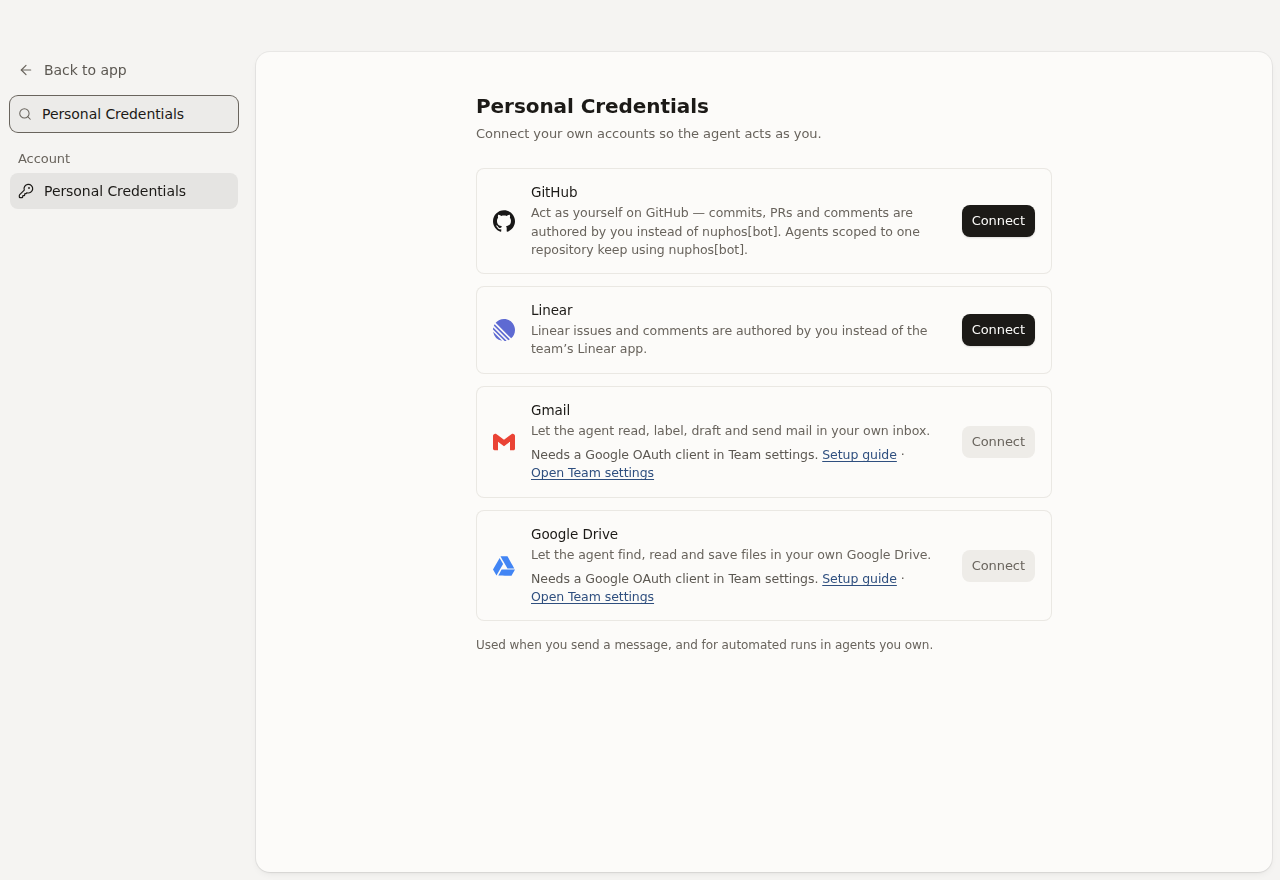 Back to app
Personal Credentials
Account
Personal Credentials
Personal Credentials
Connect your own accounts so the agent acts as you.
GitHub
Act as yourself on GitHub — commits, PRs and comments are
authored by you instead of nuphos[bot]. Agents scoped to one
repository keep using nuphos[bot].
Connect
Linear
Linear issues and comments are authored by you instead of the
team’s Linear app.
Connect
Gmail
Let the agent read, label, draft and send mail in your own inbox.
Needs a Google OAuth client in Team settings. Setup guide ·
Open Team settings
Connect
Google Drive
Let the agent find, read and save files in your own Google Drive.
Needs a Google OAuth client in Team settings. Setup guide ·
Open Team settings
Connect
Used when you send a message, and for automated runs in agents you own.